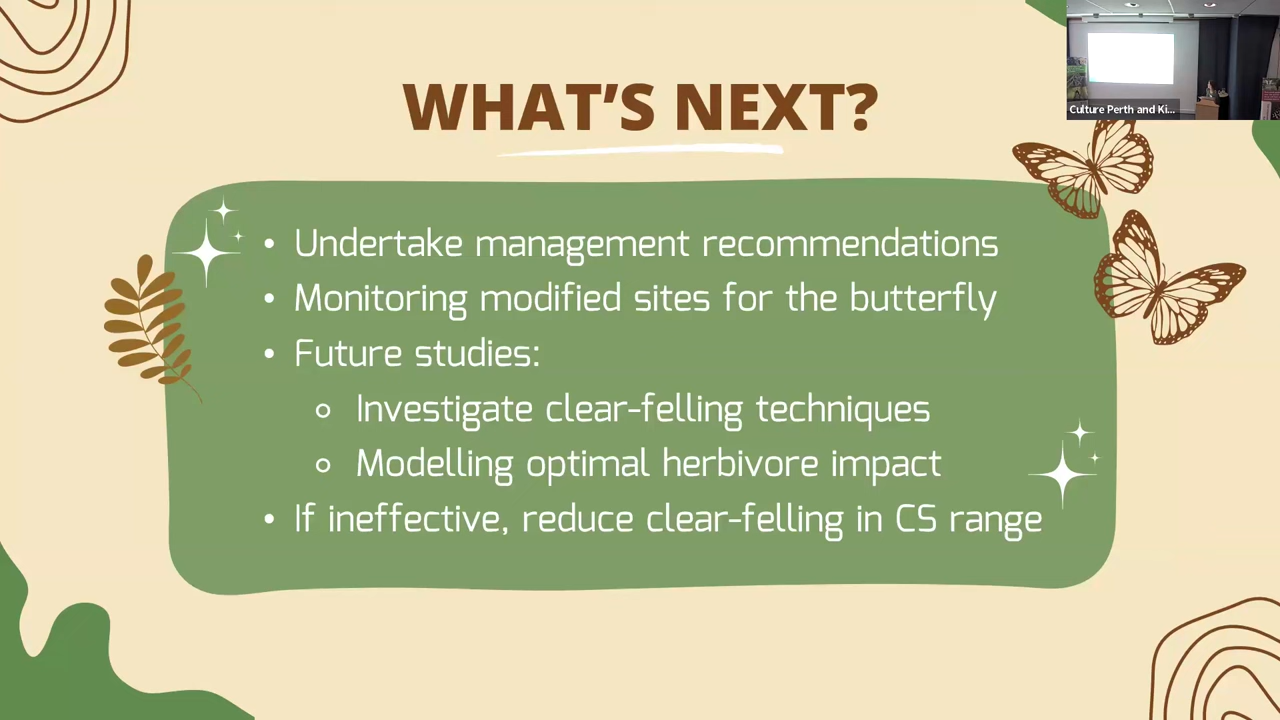 WHAT'S NEXT?
Culture Perth and Ki...
• Undertake management recommendations
• Monitoring modified sites for the butterfly
• Future studies:
○ Investigate clear-felling techniques
○ Modelling optimal herbivore impact
• If ineffective, reduce clear-felling in CS range